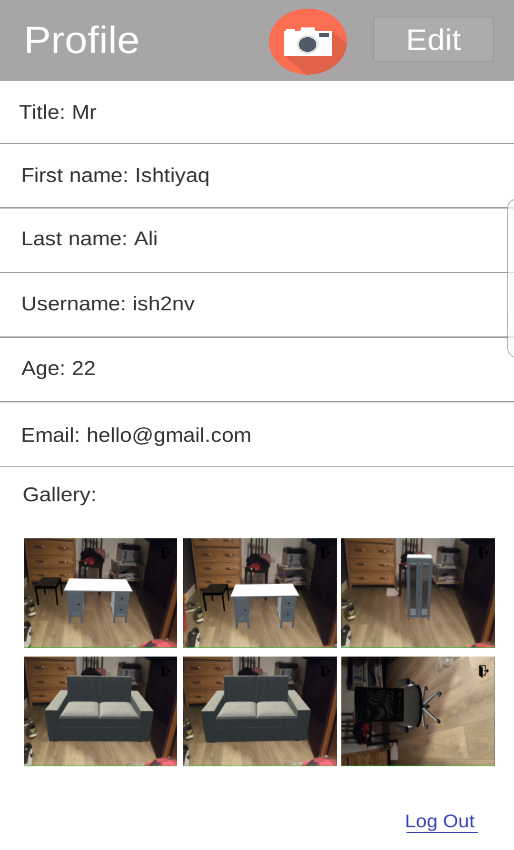 Profile
Edit
Title: Mr
First name: Ishtiyaq
Last name: Ali
Username: ish2nv
Age: 22
Email: hello@gmail.com
Gallery:
Log Out